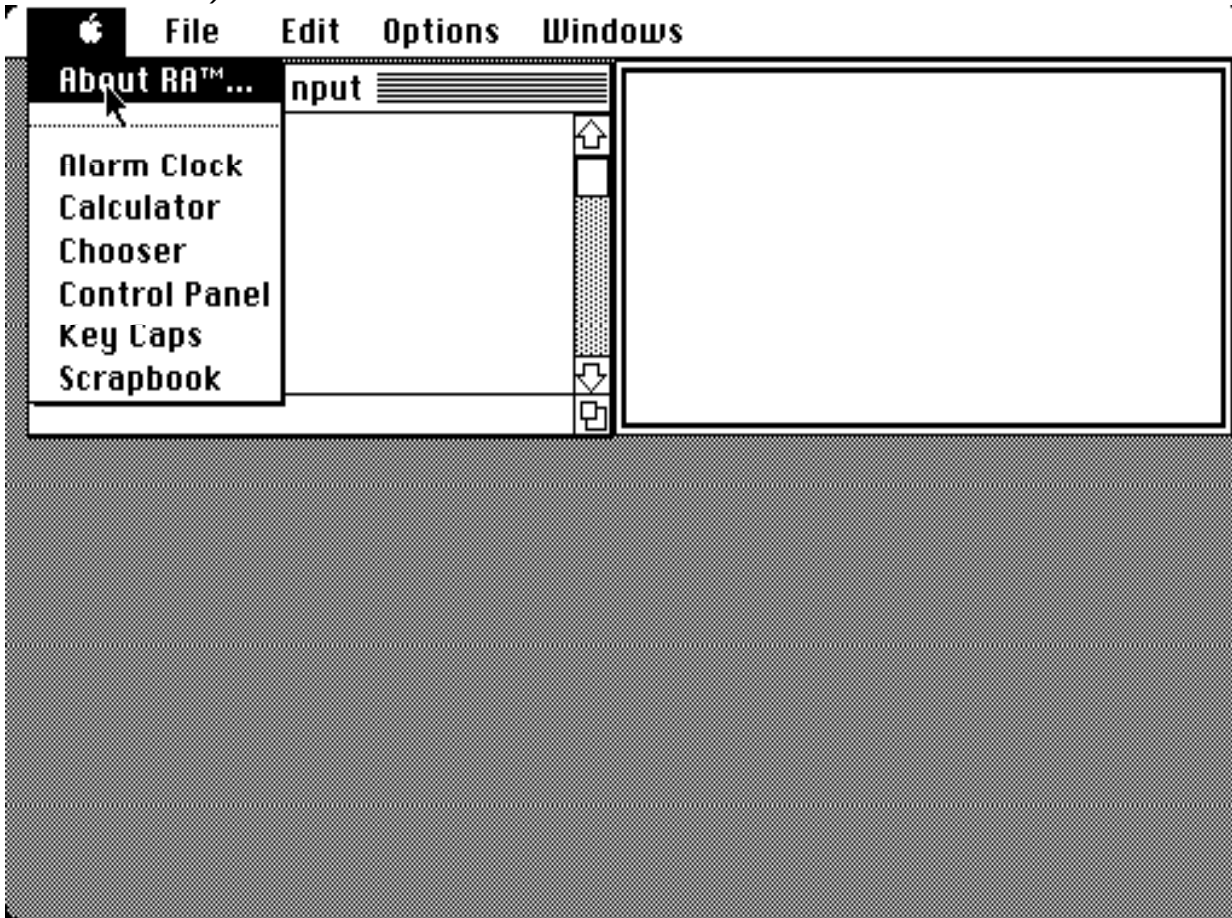 File Edit Options Windows
About RA™...
nput
Alarm Clock
Calculator
Chooser
Control Panel
Key Caps
Scrapbook